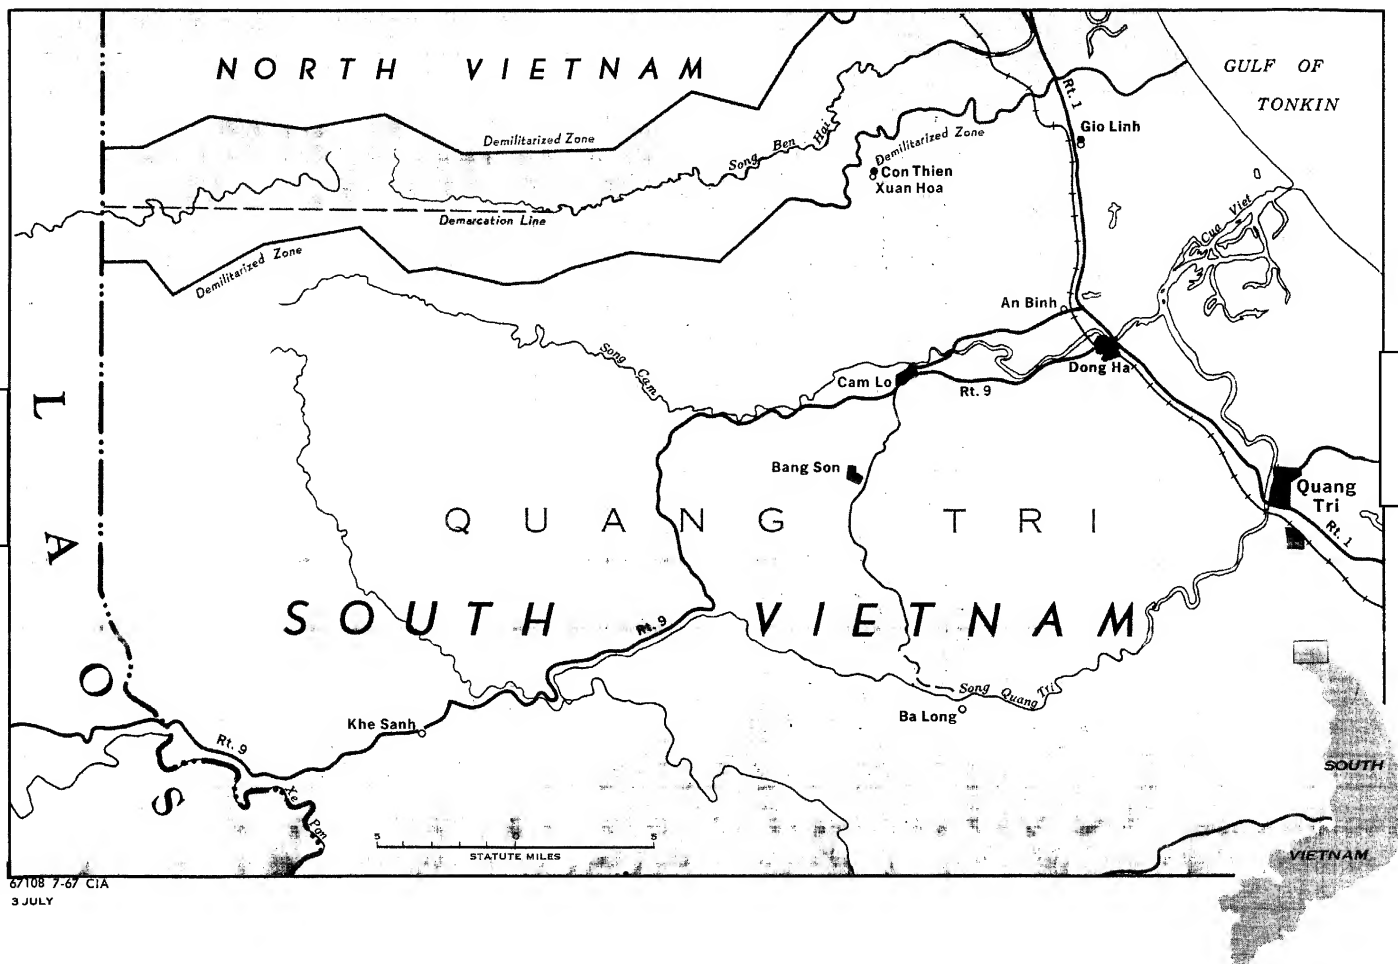 NORTH VIETNAM
GULF OF
TONKIN
Rt. 1
Demilitarized Zone
Song Ben Hai
Demilitarized Zone
Gio Linh
Con Thien
Xuan Hoa
Demarcation Line
Cua Viet
Demilitarized Zone
An Binh
Song Cam
Dong Ha
Cam Lo
Rt. 9
LAOS
Bang Son
Quang
Tri
QUANG TRI
Rt. 1
SOUTH VIETNAM
Rt. 9
Song Quang Tri
Ba Long
Khe Sanh
Rt. 9
Xe Pon
SOUTH
VIETNAM
5 0 5
STATUTE MILES
67108 7-67 CIA
3 JULY